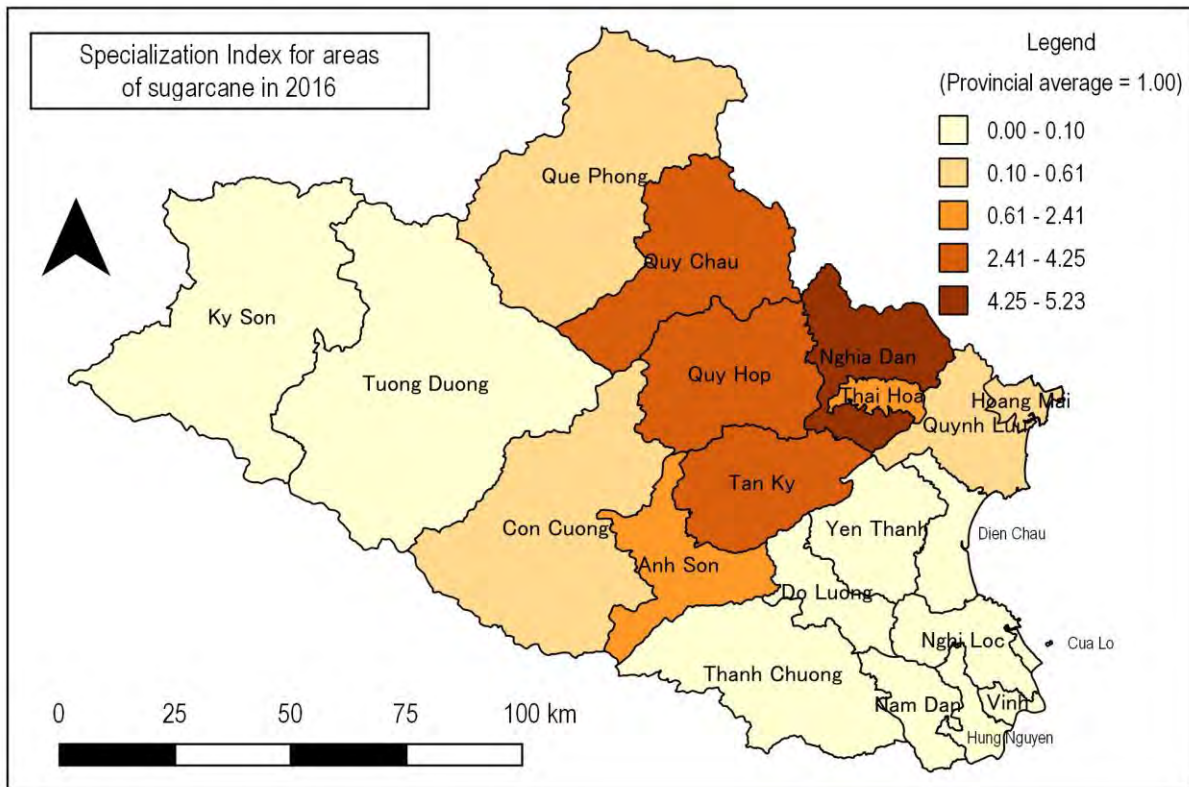 Specialization Index for areas
of sugarcane in 2016
Legend
(Provincial average = 1.00)
0.00 - 0.10
0.10 - 0.61
0.61 - 2.41
2.41 - 4.25
4.25 - 5.23
Que Phong
Quy Chau
Ky Son
Nghia Dan
Tuong Duong
Quy Hop
Thai Hoa
Hoang Mai
Quynh Luu
Tan Ky
Con Cuong
Yen Thanh
Dien Chau
Anh Son
Do Luong
Nghi Loc
Cua Lo
Thanh Chuong
Nam Dan
Vinh
Hung Nguyen
0 25 50 75 100 km